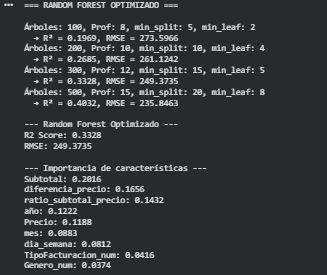 === RANDOM FOREST OPTIMIZADO ===
Árboles: 100, Prof: 8, min_split: 5, min_leaf: 2
→ R² = 0.1969, RMSE = 273.5966
Árboles: 200, Prof: 10, min_split: 10, min_leaf: 4
→ R² = 0.2685, RMSE = 261.1242
Árboles: 300, Prof: 12, min_split: 15, min_leaf: 5
→ R² = 0.3328, RMSE = 249.3735
Árboles: 500, Prof: 15, min_split: 20, min_leaf: 8
→ R² = 0.4032, RMSE = 235.8463
--- Random Forest Optimizado ---
R2 Score: 0.3328
RMSE: 249.3735
--- Importancia de características ---
Subtotal: 0.2016
diferencia_precio: 0.1656
ratio_subtotal_precio: 0.1432
año: 0.1222
Precio: 0.1188
mes: 0.0883
dia_semana: 0.0812
TipoFacturacion_num: 0.0416
Genero_num: 0.0374